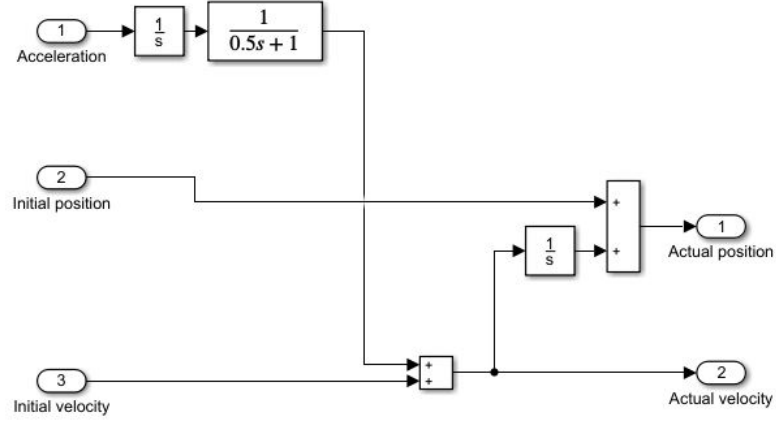 1
Acceleration
1
s
1
0.5s + 1
2
Initial position
+
+
1
s
1
Actual position
3
Initial velocity
+
+
2
Actual velocity